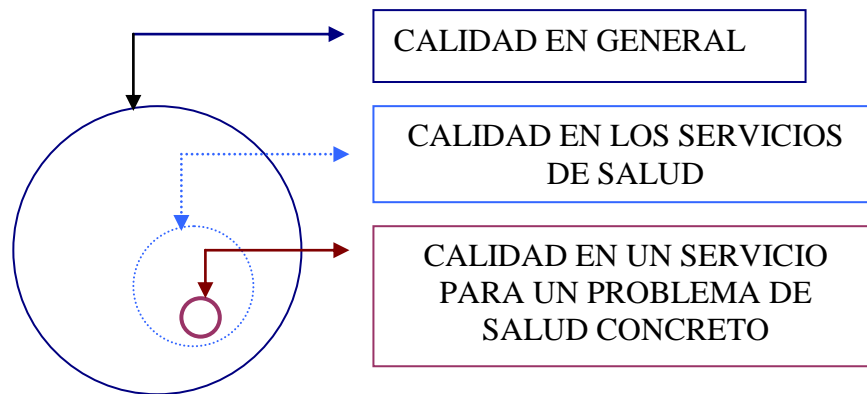 CALIDAD EN GENERAL
CALIDAD EN LOS SERVICIOS
DE SALUD
CALIDAD EN UN SERVICIO
PARA UN PROBLEMA DE
SALUD CONCRETO